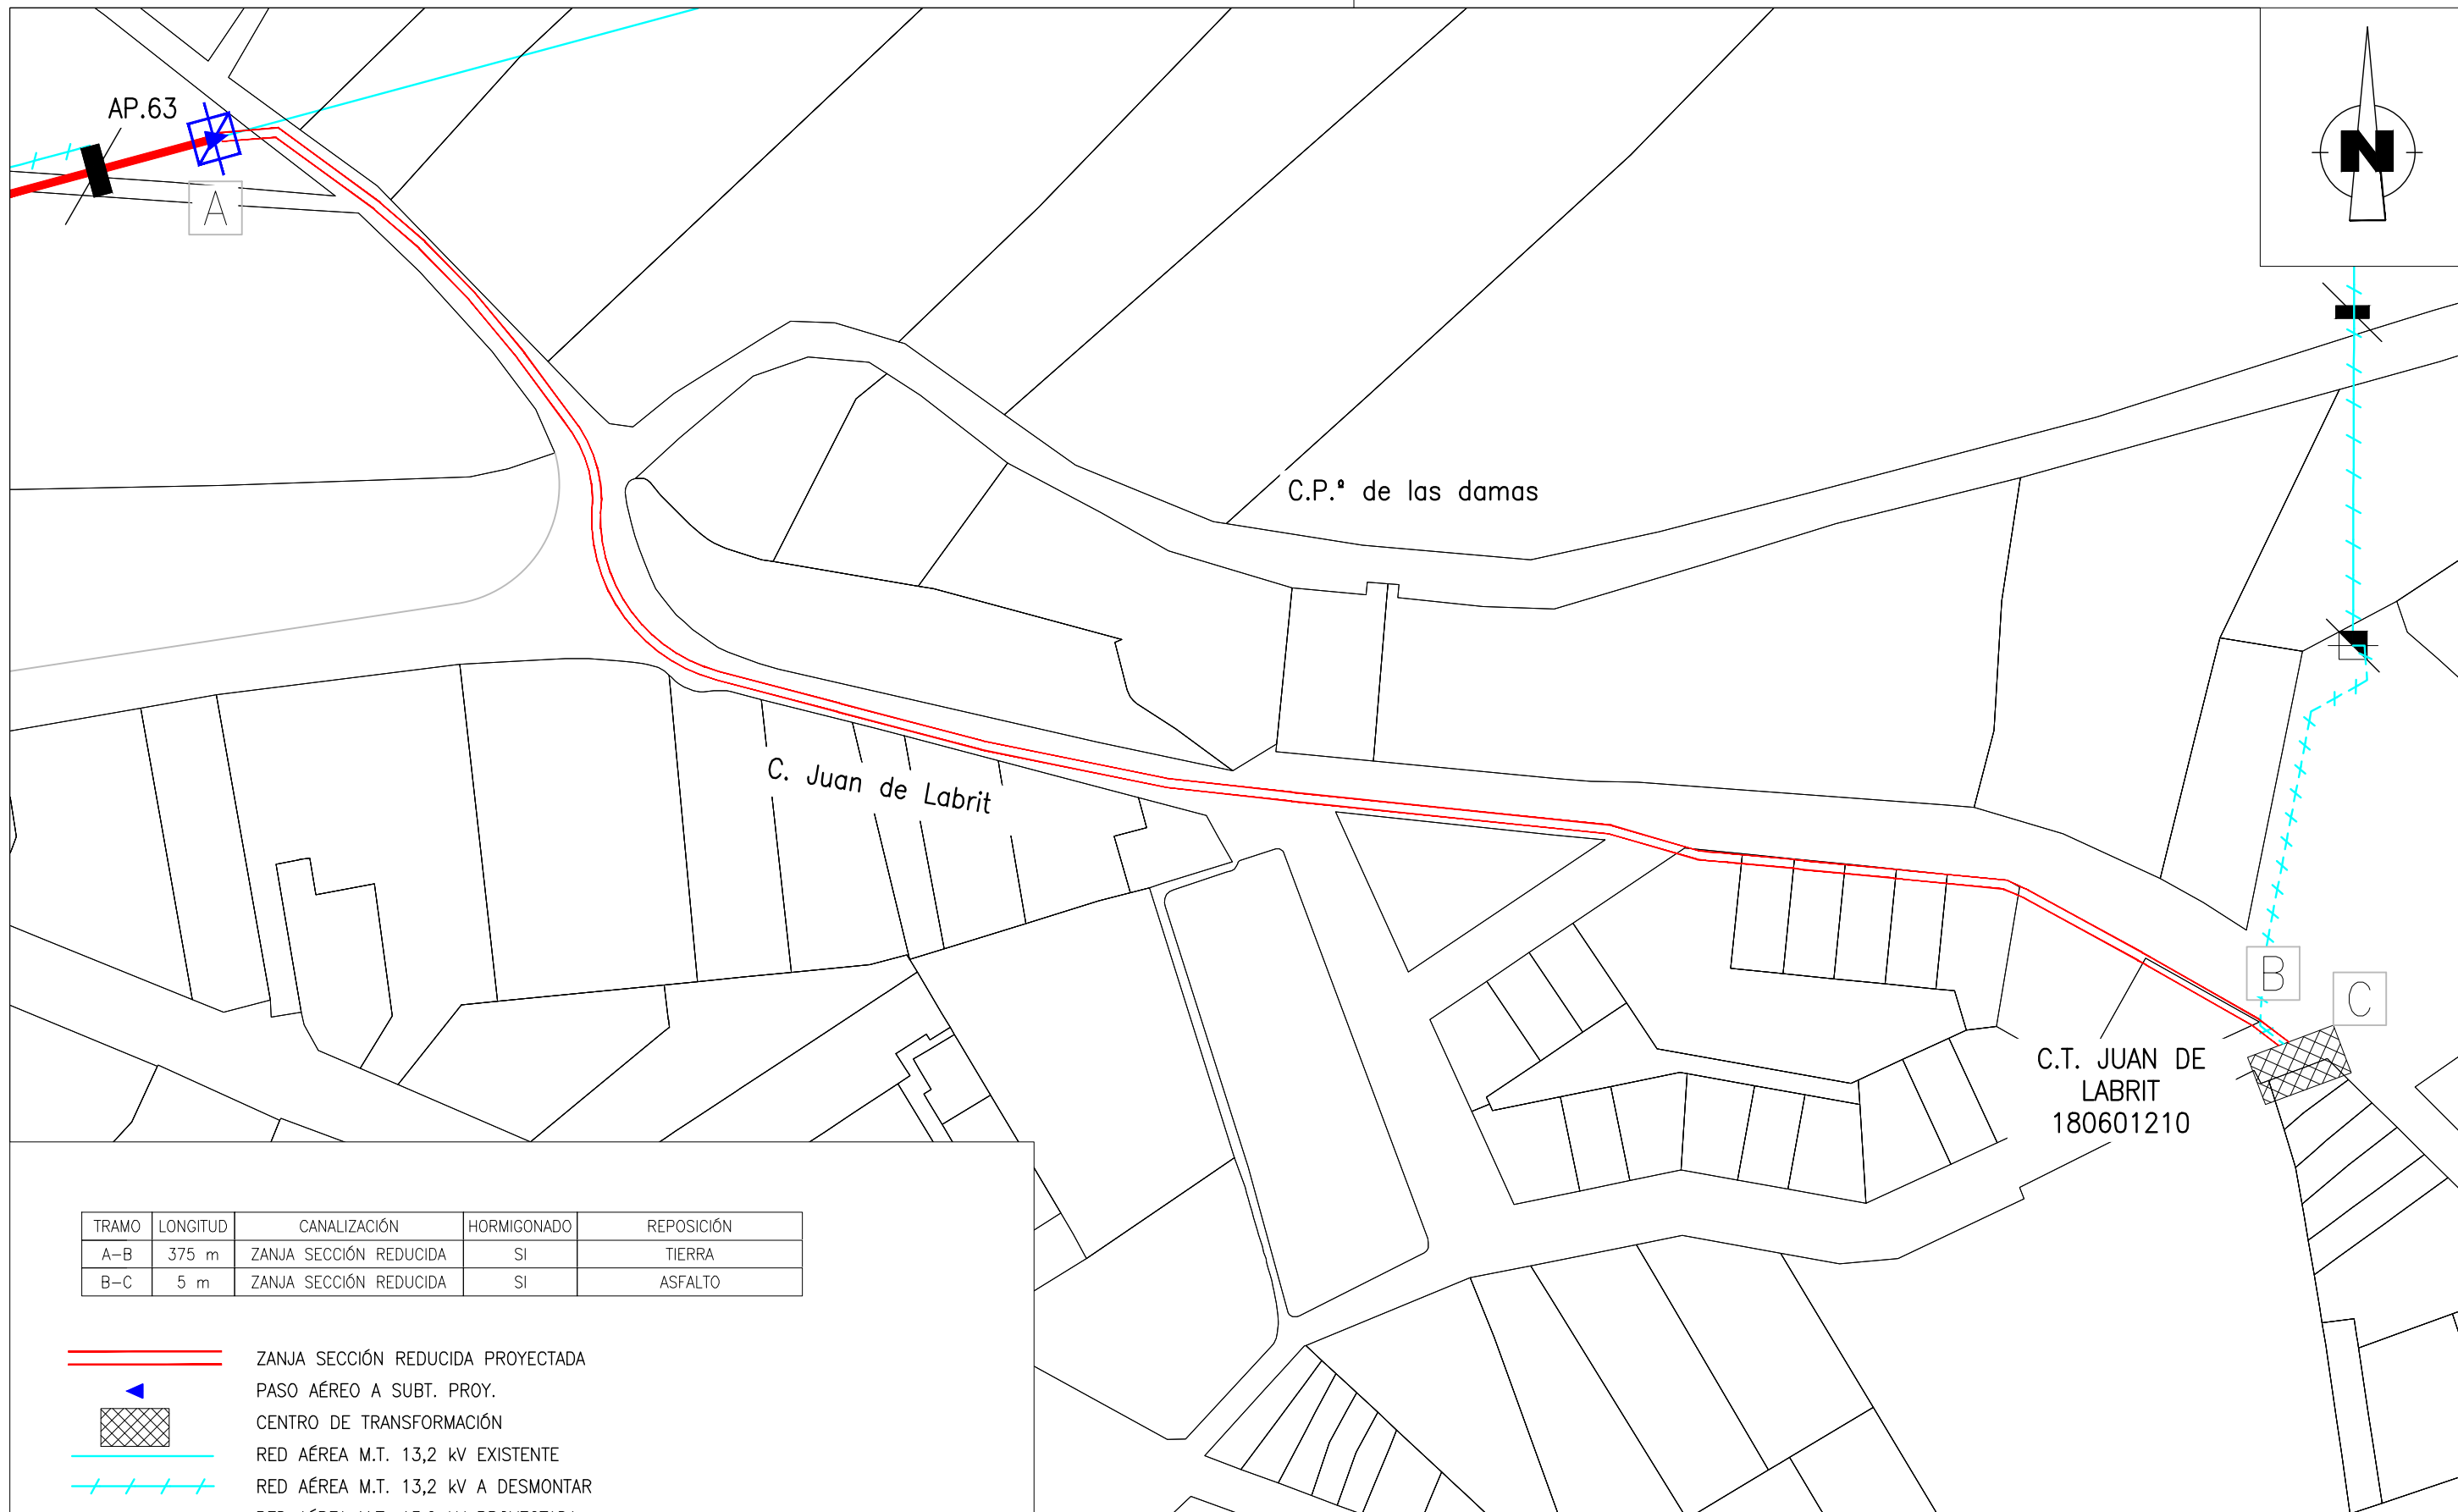 AP.63
A
N
C.P.ª de las damas
C. Juan de Labrit
B
C
C.T. JUAN DE
LABRIT
180601210
TRAMO LONGITUD CANALIZACIÓN HORMIGONADO REPOSICIÓN
A-B 375 m ZANJA SECCIÓN REDUCIDA SI TIERRA
B-C 5 m ZANJA SECCIÓN REDUCIDA SI ASFALTO
ZANJA SECCIÓN REDUCIDA PROYECTADA
PASO AÉREO A SUBT. PROY.
CENTRO DE TRANSFORMACIÓN
RED AÉREA M.T. 13,2 kV EXISTENTE
RED AÉREA M.T. 13,2 kV A DESMONTAR